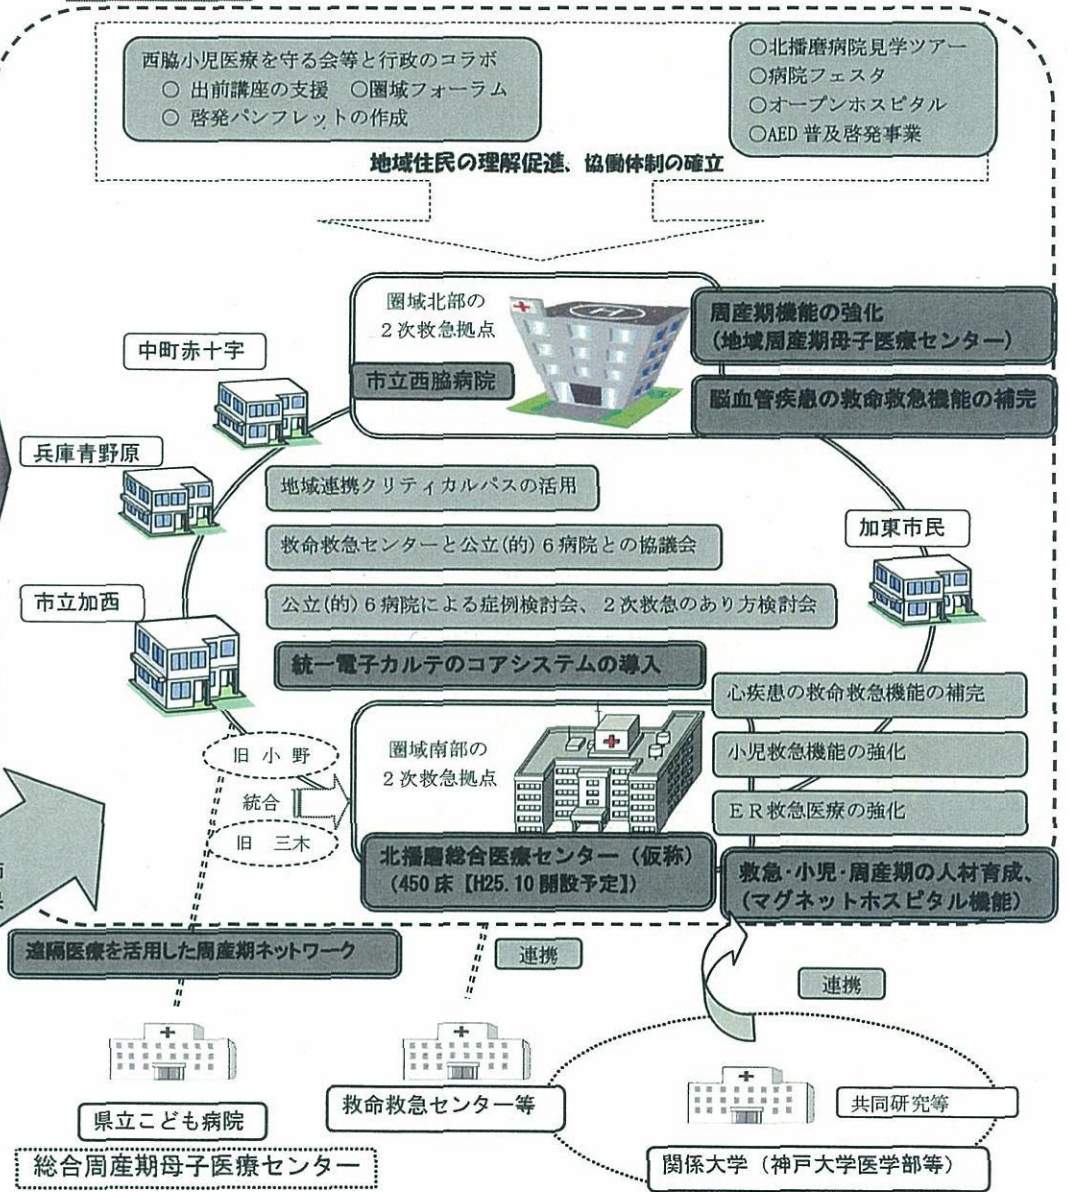 西脇小児医療を守る会等と行政のコラボ
○ 出前講座の支援 ○圏域フォーラム
○ 啓発パンフレットの作成
○北播磨病院見学ツアー
○病院フェスタ
○オープンホスピタル
○AED 普及啓発事業
地域住民の理解促進、協働体制の確立
圏域北部の
2次救急拠点
市立西脇病院
周産期機能の強化
(地域周産期母子医療センター)
脳血管疾患の救命救急機能の補完
中町赤十字
兵庫青野原
市立加西
加東市民
地域連携クリティカルパスの活用
救命救急センターと公立(的)6病院との協議会
公立(的)6病院による症例検討会、2次救急のあり方検討会
統一電子カルテのコアシステムの導入
心疾患の救命救急機能の補完
小児救急機能の強化
ER救急医療の強化
旧 小 野
統合
旧 三木
圏域南部の
2次救急拠点
北播磨総合医療センター(仮称)
(450床【H25.10開設予定】)
救急・小児・周産期の人材育成、
(マグネットホスピタル機能)
遠隔医療を活用した周産期ネットワーク
連携
連携
県立こども病院
総合周産期母子医療センター
救命救急センター等
共同研究等
関係大学(神戸大学医学部等)